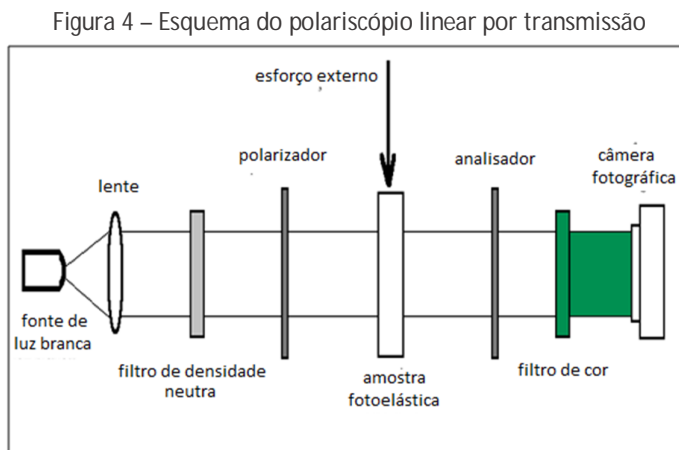 Figura 4 – Esquema do polariscópio linear por transmissão
esforço externo
polarizador
analisador
câmera
fotográfica
lente
fonte de
luz branca
filtro de densidade
neutra
amostra
fotoelástica
filtro de cor